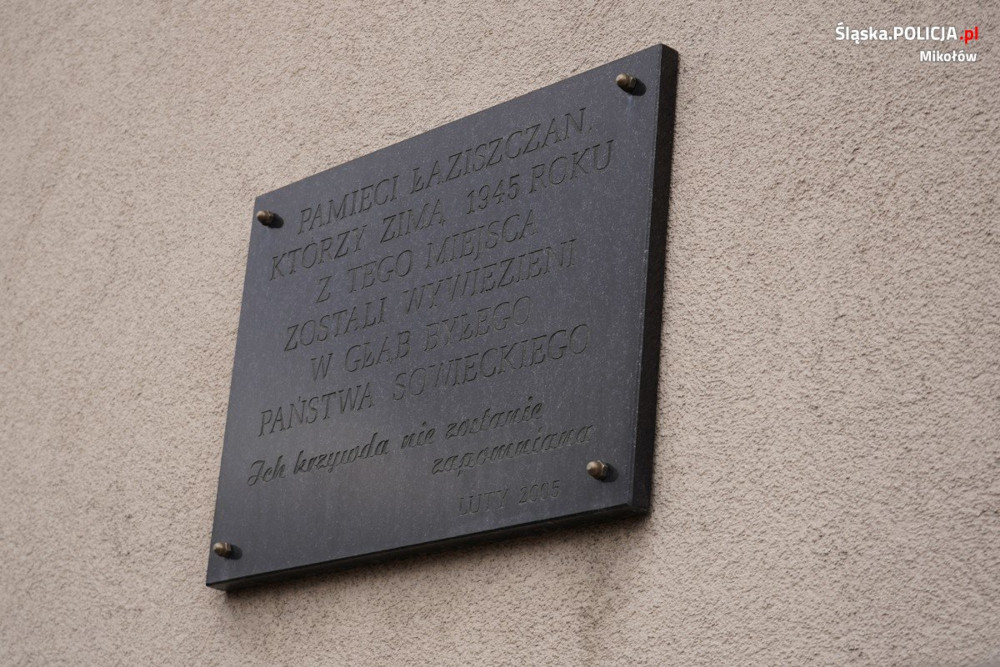 Śląska.POLICJA.pl
Mikołów
PAMIĘCI ŁAZISZCZAN,
KTÓRZY ZIMĄ 1945 ROKU
Z TEGO MIEJSCA
ZOSTALI WYWIEZIENI
W GŁĄB BYŁEGO
PAŃSTWA SOWIECKIEGO
Ich krzywda nie zostanie
zapomniana
LUTY 2005